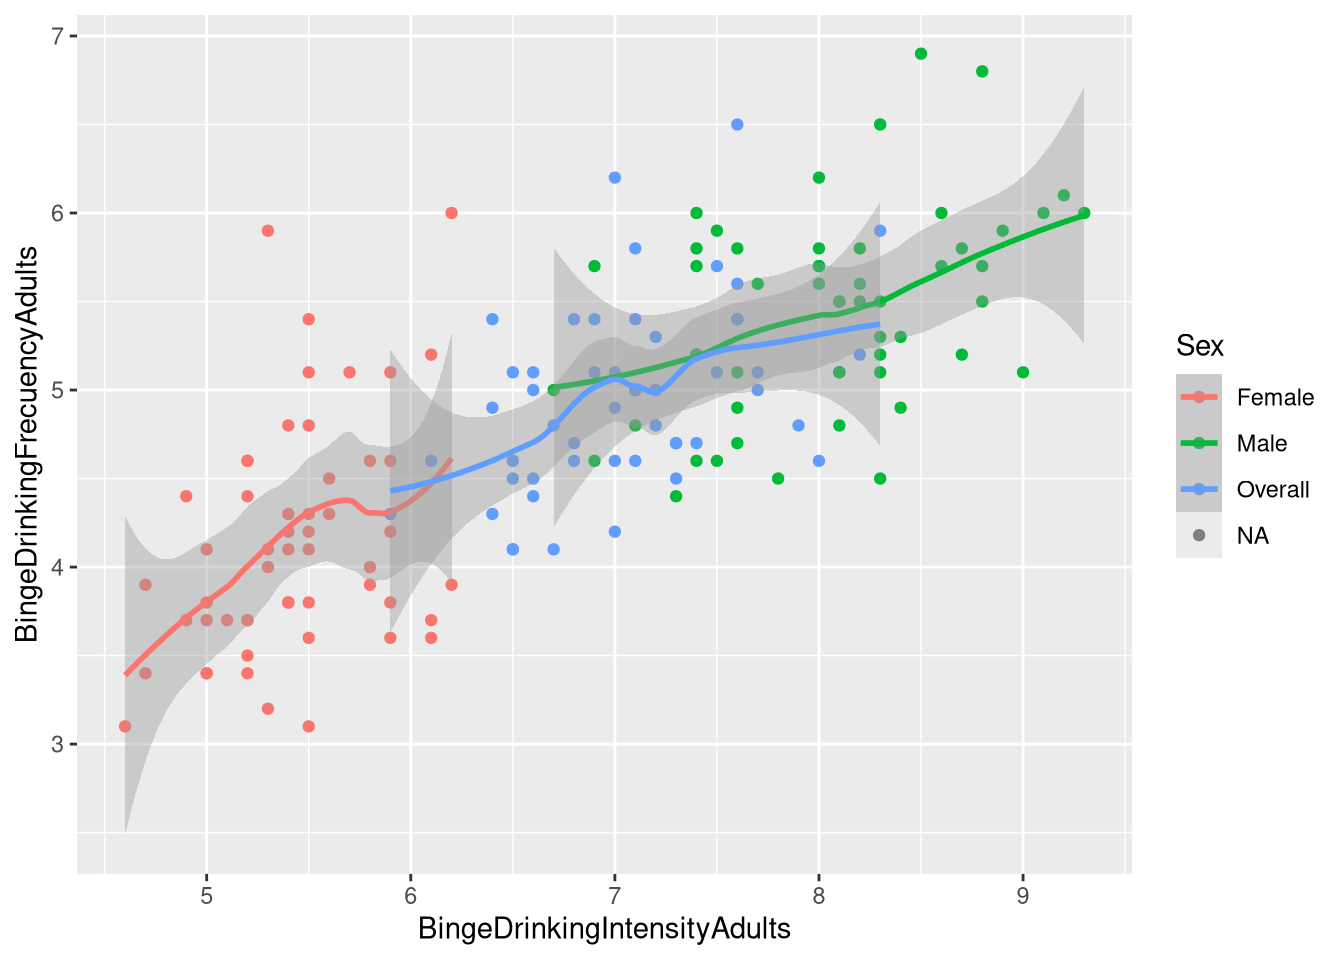 7
6
5
4
3
5 6 7 8 9
BingeDrinkingIntensityAdults
BingeDrinkingFrecuencyAdults
Sex
Female
Male
Overall
NA